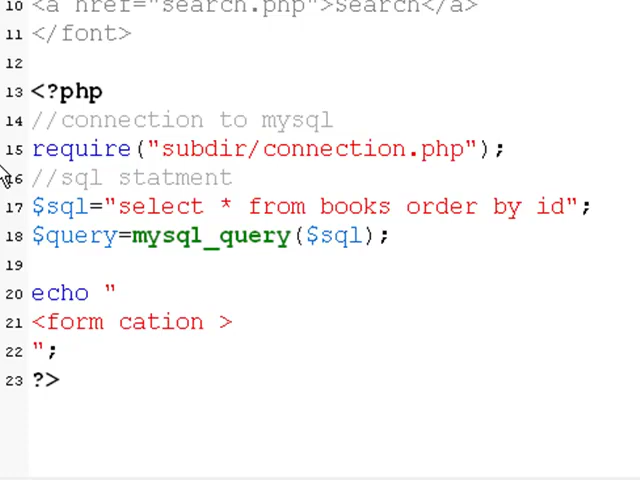 10 <a href="search.php">Search</a>
11 </font>
12
13 <?php
14 //connection to mysql
15 require("subdir/connection.php");
16 //sql statment
17 $sql="select * from books order by id";
18 $query=mysql_query($sql);
19
20 echo "
21 <form cation >
22 ";
23 ?>